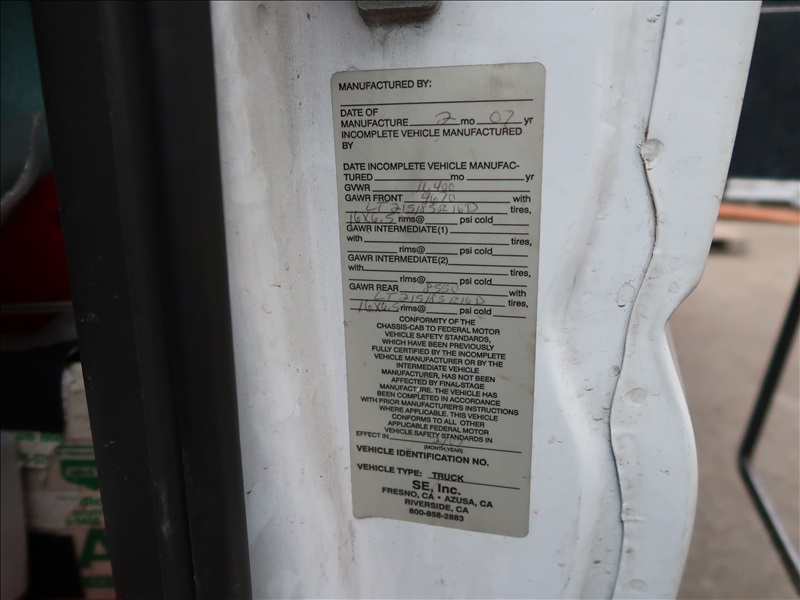 MANUFACTURED BY:
DATE OF
MANUFACTURE 2 mo 07 yr
INCOMPLETE VEHICLE MANUFACTURED
BY
DATE INCOMPLETE VEHICLE MANUFAC-
TURED mo yr
GVWR 11,400
GAWR FRONT 4670 with
LT 215/85R16D tires,
16x6.5 rims@ psi cold
GAWR INTERMEDIATE(1)
with tires,
rims@ psi cold
GAWR INTERMEDIATE(2)
with tires,
rims@ psi cold
GAWR REAR 8550 with
LT 215/85R16D tires,
16x6.5 rims@ psi cold
CONFORMITY OF THE
CHASSIS-CAB TO FEDERAL MOTOR
VEHICLE SAFETY STANDARDS,
WHICH HAVE BEEN PREVIOUSLY
FULLY CERTIFIED BY THE INCOMPLETE
VEHICLE MANUFACTURER OR BY THE
INTERMEDIATE VEHICLE
MANUFACTURER, HAS NOT BEEN
AFFECTED BY FINAL-STAGE
MANUFACT IRE. THE VEHICLE HAS
BEEN COMPLETED IN ACCORDANCE
WITH PRIOR MANUFACTURER'S INSTRUCTIONS
WHERE APPLICABLE. THIS VEHICLE
CONFORMS TO ALL OTHER
APPLICABLE FEDERAL MOTOR
VEHICLE SAFETY STANDARDS IN
EFFECT IN
(MONTH,YEAR)
VEHICLE IDENTIFICATION NO.
VEHICLE TYPE: TRUCK
SE, Inc.
FRESNO, CA • AZUSA, CA
RIVERSIDE, CA
800-858-2883